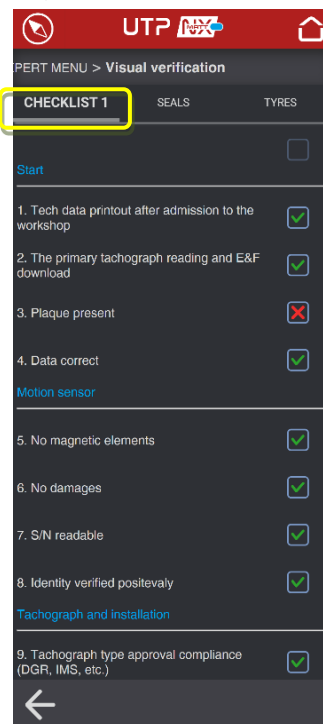 UTP MATT NX
PERT MENU > Visual verification
CHECKLIST 1 SEALS TYRES
Start
1. Tech data printout after admission to the
workshop
2. The primary tachograph reading and E&F
download
3. Plaque present
4. Data correct
Motion sensor
5. No magnetic elements
6. No damages
7. S/N readable
8. Identity verified positevaly
Tachograph and installation
9. Tachograph type approval compliance
(DGR, IMS, etc.)